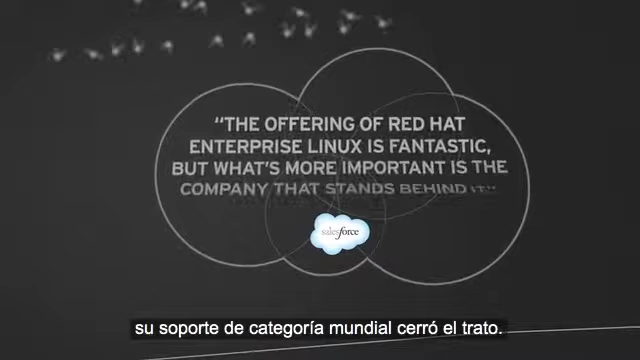 “THE OFFERING OF RED HAT
ENTERPRISE LINUX IS FANTASTIC,
BUT WHAT’S MORE IMPORTANT IS THE
COMPANY THAT STANDS BEHIND IT.”
salesforce
su soporte de categoría mundial cerró el trato.